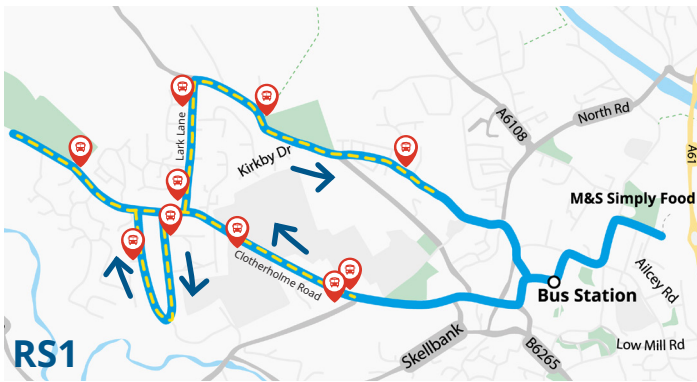 A6108
North Rd
A61
Lark Lane
Kirkby Dr
M&S Simply Food
Clotherholme Road
Ailcey Rd
Bus Station
Skellbank
B6265
Low Mill Rd
RS1